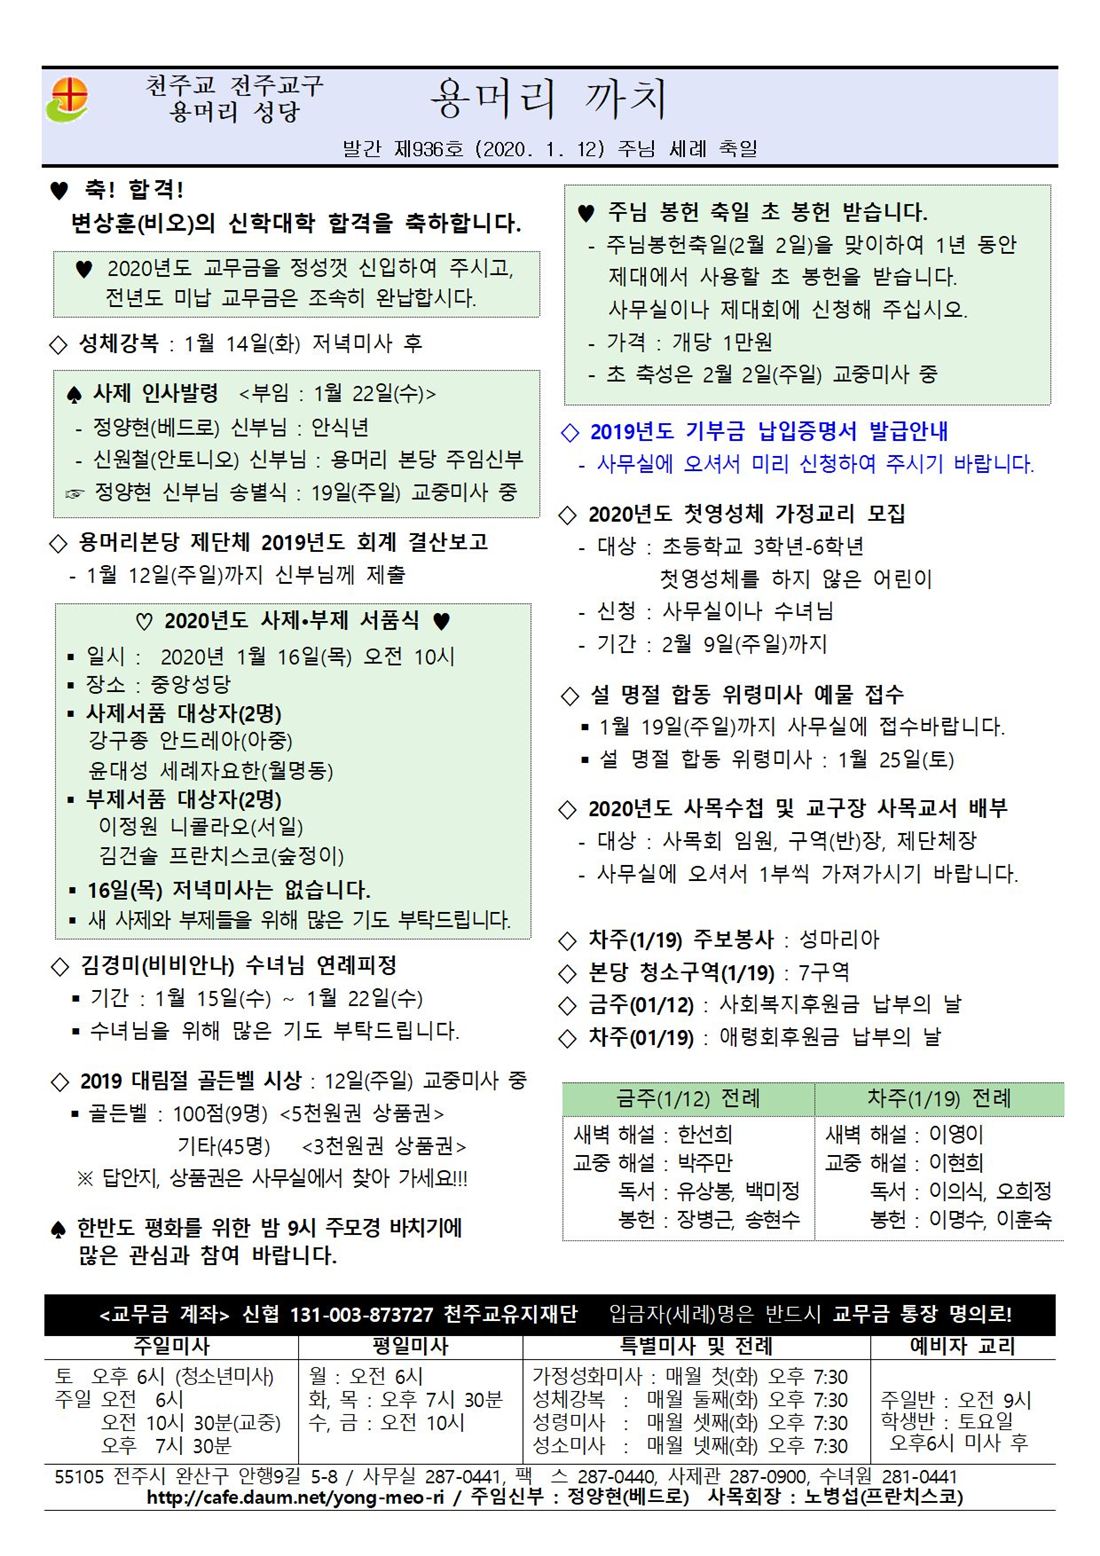 천주교 전주교구
용머리 성당
용머리 까치
발간 제936호 (2020. 1. 12) 주님 세례 축일
♥ 축! 합격!
변상훈(비오)의 신학대학 합격을 축하합니다.
♥ 2020년도 교무금을 정성껏 신입하여 주시고,
전년도 미납 교무금은 조속히 완납합시다.
◇ 성체강복 : 1월 14일(화) 저녁미사 후
♠ 사제 인사발령 <부임 : 1월 22일(수)>
- 정양현(베드로) 신부님 : 안식년
- 신원철(안토니오) 신부님 : 용머리 본당 주임신부
☞ 정양현 신부님 송별식 : 19일(주일) 교중미사 중
◇ 용머리본당 제단체 2019년도 회계 결산보고
- 1월 12일(주일)까지 신부님께 제출
♡ 2020년도 사제•부제 서품식 ♥
▪ 일시 : 2020년 1월 16일(목) 오전 10시
▪ 장소 : 중앙성당
▪ 사제서품 대상자(2명)
강구종 안드레아(아중)
윤대성 세례자요한(월명동)
▪ 부제서품 대상자(2명)
이정원 니콜라오(서일)
김건솔 프란치스코(숲정이)
▪ 16일(목) 저녁미사는 없습니다.
▪ 새 사제와 부제들을 위해 많은 기도 부탁드립니다.
◇ 김경미(비비안나) 수녀님 연례피정
▪ 기간 : 1월 15일(수) ~ 1월 22일(수)
▪ 수녀님을 위해 많은 기도 부탁드립니다.
◇ 2019 대림절 골든벨 시상 : 12일(주일) 교중미사 중
▪ 골든벨 : 100점(9명) <5천원권 상품권>
기타(45명) <3천원권 상품권>
※ 답안지, 상품권은 사무실에서 찾아 가세요!!!
♠ 한반도 평화를 위한 밤 9시 주모경 바치기에
많은 관심과 참여 바랍니다.
♥ 주님 봉헌 축일 초 봉헌 받습니다.
- 주님봉헌축일(2월 2일)을 맞이하여 1년 동안
제대에서 사용할 초 봉헌을 받습니다.
사무실이나 제대회에 신청해 주십시오.
- 가격 : 개당 1만원
- 초 축성은 2월 2일(주일) 교중미사 중
◇ 2019년도 기부금 납입증명서 발급안내
- 사무실에 오셔서 미리 신청하여 주시기 바랍니다.
◇ 2020년도 첫영성체 가정교리 모집
- 대상 : 초등학교 3학년-6학년
첫영성체를 하지 않은 어린이
- 신청 : 사무실이나 수녀님
- 기간 : 2월 9일(주일)까지
◇ 설 명절 합동 위령미사 예물 접수
▪ 1월 19일(주일)까지 사무실에 접수바랍니다.
▪ 설 명절 합동 위령미사 : 1월 25일(토)
◇ 2020년도 사목수첩 및 교구장 사목교서 배부
- 대상 : 사목회 임원, 구역(반)장, 제단체장
- 사무실에 오셔서 1부씩 가져가시기 바랍니다.
◇ 차주(1/19) 주보봉사 : 성마리아
◇ 본당 청소구역(1/19) : 7구역
◇ 금주(01/12) : 사회복지후원금 납부의 날
◇ 차주(01/19) : 애령회후원금 납부의 날
금주(1/12) 전례 차주(1/19) 전례
새벽 해설 : 한선희 새벽 해설 : 이영이
교중 해설 : 박주만 교중 해설 : 이현희
독서 : 유상봉, 백미정 독서 : 이의식, 오희정
봉헌 : 장병근, 송현수 봉헌 : 이명수, 이훈숙
<교무금 계좌> 신협 131-003-873727 천주교유지재단 입금자(세례)명은 반드시 교무금 통장 명의로!
주일미사 평일미사 특별미사 및 전례 예비자 교리
토 오후 6시 (청소년미사) 월 : 오전 6시 가정성화미사 : 매월 첫(화) 오후 7:30
주일 오전 6시 화, 목 : 오후 7시 30분 성체강복 : 매월 둘째(화) 오후 7:30 주일반 : 오전 9시
오전 10시 30분(교중) 수, 금 : 오전 10시 성령미사 : 매월 셋째(화) 오후 7:30 학생반 : 토요일
오후 7시 30분 성소미사 : 매월 넷째(화) 오후 7:30 오후6시 미사 후
55105 전주시 완산구 안행9길 5-8 / 사무실 287-0441, 팩 스 287-0440, 사제관 287-0900, 수녀원 281-0441
http://cafe.daum.net/yong-meo-ri / 주임신부 : 정양현(베드로) 사목회장 : 노병섭(프란치스코)